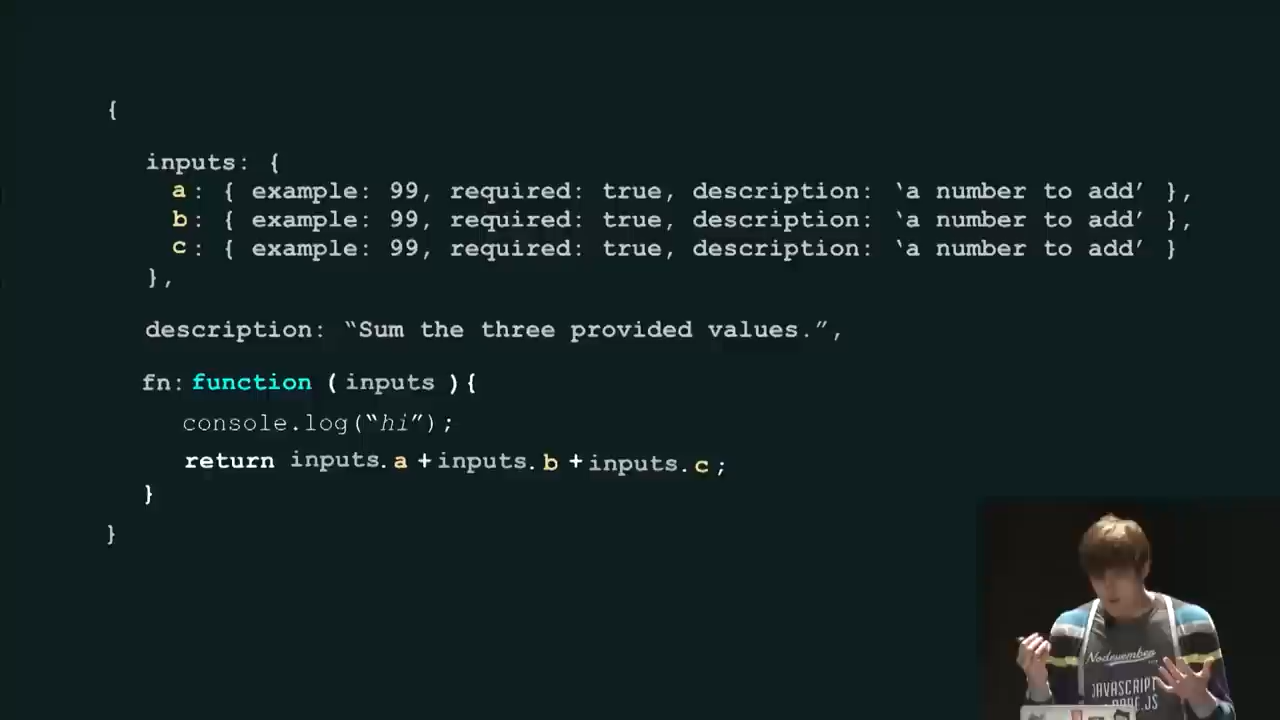 {
inputs: {
a: { example: 99, required: true, description: ‘a number to add’ },
b: { example: 99, required: true, description: ‘a number to add’ },
c: { example: 99, required: true, description: ‘a number to add’ }
},
description: “Sum the three provided values.”,
fn: function ( inputs ){
console.log(“hi”);
return inputs.a + inputs.b + inputs.c;
}
}
Nodevember
JAVASCRIPT